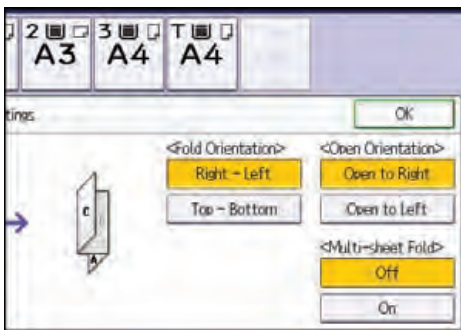 2 3 T
A3 A4 A4
tings OK
<Fold Orientation> <Open Orientation>
Right - Left Open to Right
Top - Bottom Open to Left
C
A
<Multi-sheet Fold>
Off
On